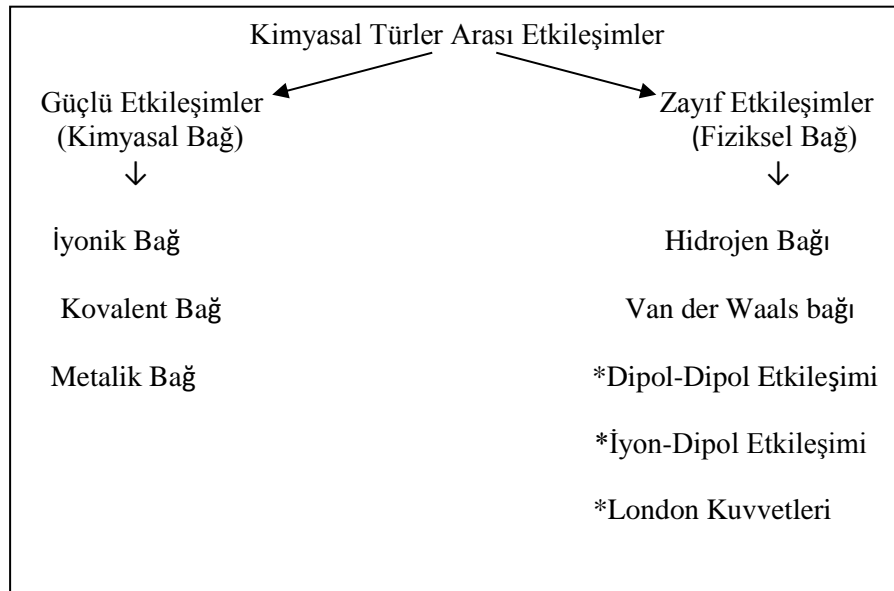 Kimyasal Türler Arası Etkileşimler
Güçlü Etkileşimler
(Kimyasal Bağ)
İyonik Bağ
Kovalent Bağ
Metalik Bağ
Zayıf Etkileşimler
(Fiziksel Bağ)
Hidrojen Bağı
Van der Waals bağı
*Dipol-Dipol Etkileşimi
*İyon-Dipol Etkileşimi
*London Kuvvetleri